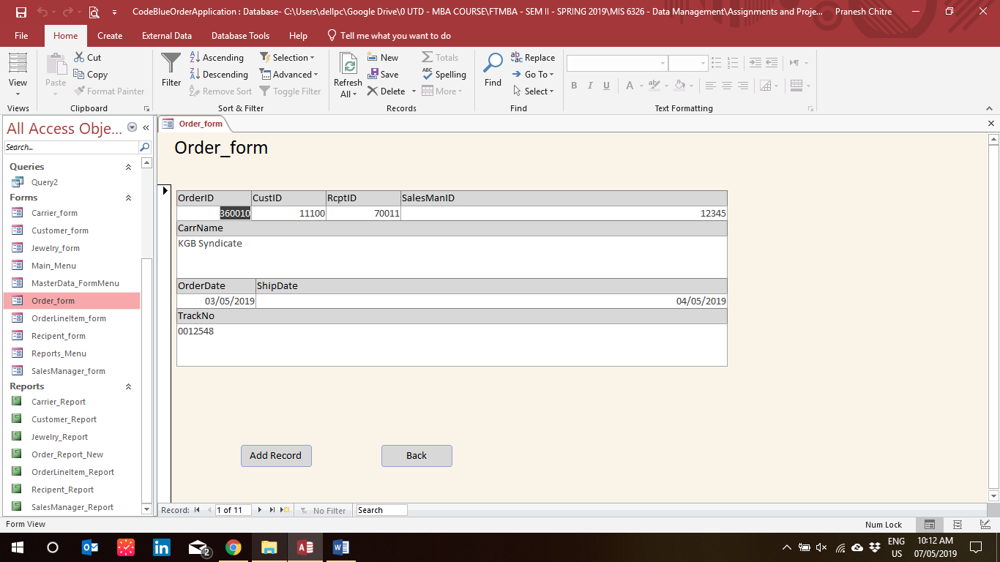 CodeBlueOrderApplication : Database- C:\Users\dellpc\Google Drive\0 UTD - MBA COURSE\FTMBA - SEM II - SPRING 2019\MIS 6326 - Data Management\Assignments and Proje... Pranesh Chitre
File Home Create External Data Database Tools Help Tell me what you want to do
View
Views
Paste
Cut
Copy
Format Painter
Clipboard
Filter
Ascending
Descending
Remove Sort
Selection
Advanced
Toggle Filter
Sort & Filter
Refresh
All
New
Save
Delete
Totals
Spelling
More
Records
Find
Replace
Go To
Select
Find
B I U A
Text Formatting
All Access Obje...
Search...
Queries
Query2
Forms
Carrier_form
Customer_form
Jewelry_form
Main_Menu
MasterData_FormMenu
Order_form
OrderLineItem_form
Recipent_form
Reports_Menu
SalesManager_form
Reports
Carrier_Report
Customer_Report
Jewelry_Report
Order_Report_New
OrderLineItem_Report
Recipent_Report
SalesManager_Report
Order_form
Order_form
OrderID CustID RcptID SalesManID
360010 11100 70011 12345
CarrName
KGB Syndicate
OrderDate ShipDate
03/05/2019 04/05/2019
TrackNo
0012548
Add Record Back
Record: 1 of 11 No Filter Search
Form View Num Lock
2
ENG
US
10:12 AM
07/05/2019